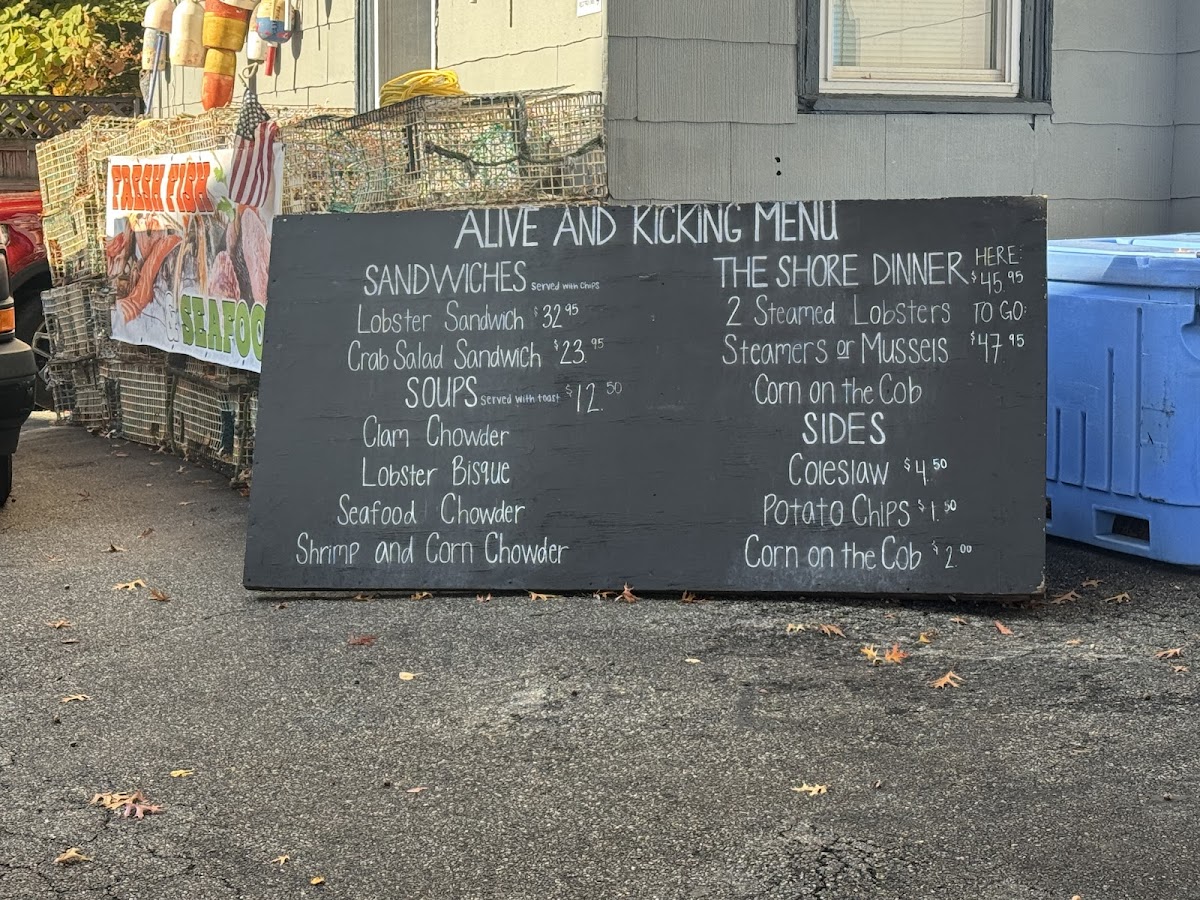 FRESH FISH
SEAFOO
ALIVE AND KICKING MENU
SANDWICHES Served with Chips
Lobster Sandwich $32.95
Crab Salad Sandwich $23.95
SOUPS Served with toast $12.50
Clam Chowder
Lobster Bisque
Seafood Chowder
Shrimp and Corn Chowder
THE SHORE DINNER HERE: $45.95
2 Steamed Lobsters TO GO:
Steamers or Mussels $47.95
Corn on the Cob
SIDES
Coleslaw $4.50
Potato Chips $1.50
Corn on the Cob $2.00